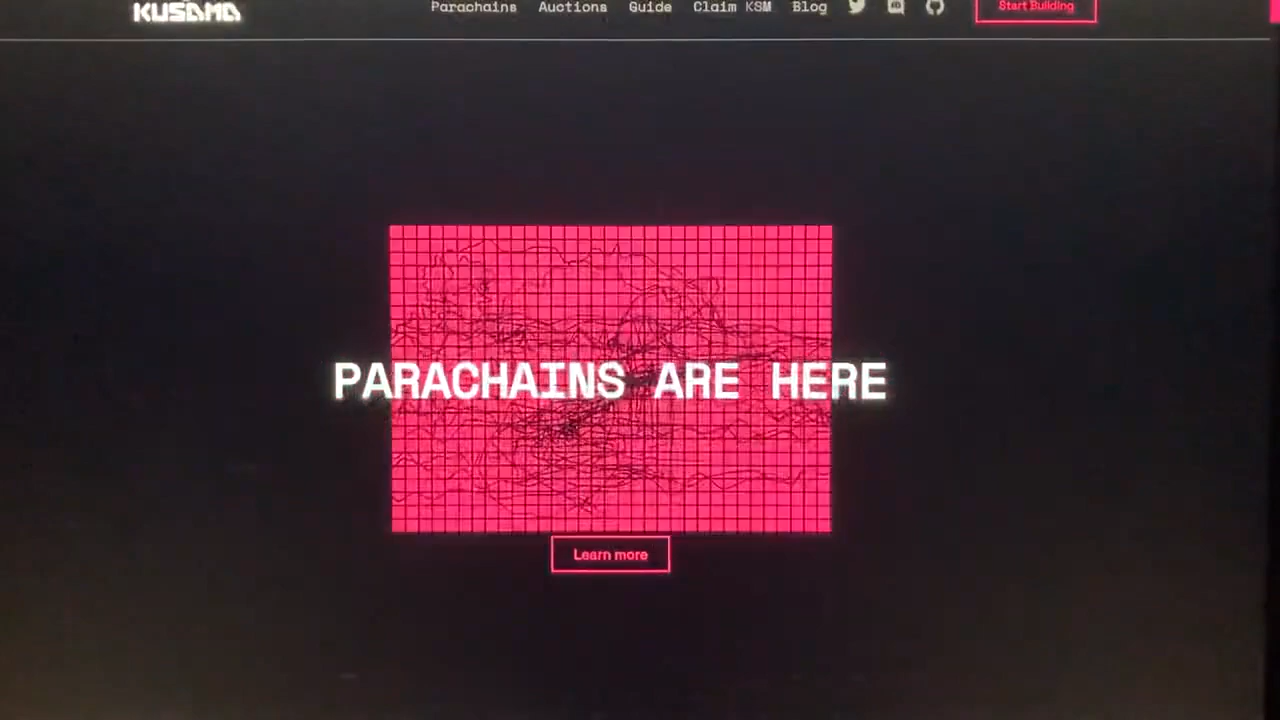 KUSAMA
Parachains Auctions Guide Claim KSM Blog
Start Building
PARACHAINS ARE HERE
Learn more